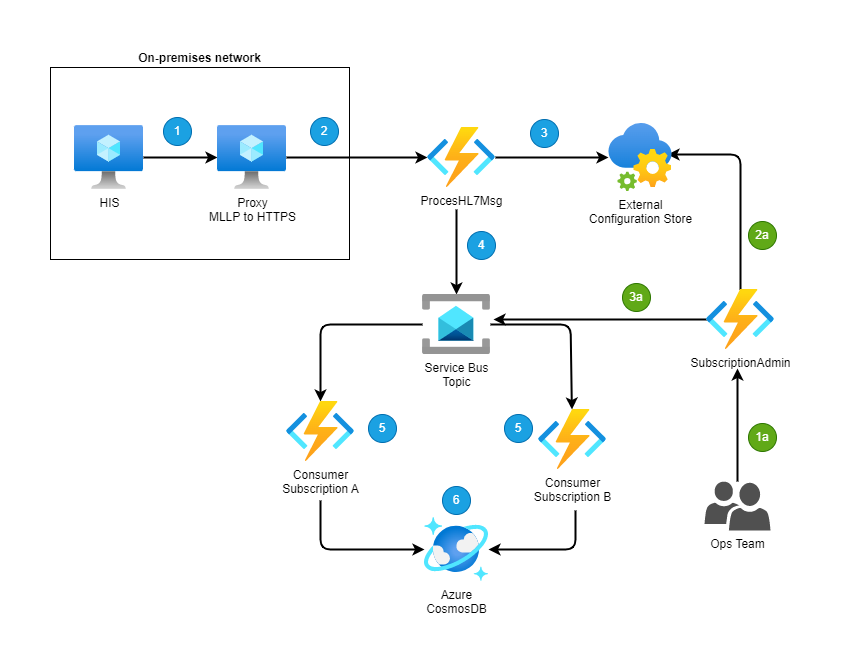 On-premises network
1
2
3
HIS
Proxy
MLLP to HTTPS
ProcesHL7Msg
External
Configuration Store
4
2a
3a
Service Bus
Topic
SubscriptionAdmin
5
5
1a
Consumer
Subscription A
Consumer
Subscription B
6
Ops Team
Azure
CosmosDB